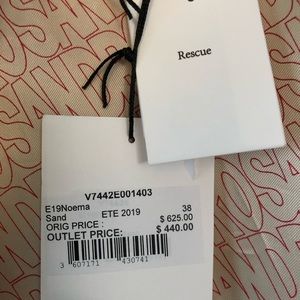 Rescue
V7442E001403
E19Noema 38
Sand ETE 2019
ORIG PRICE : $ 625.00
OUTLET PRICE: $ 440.00
3 607171 430741